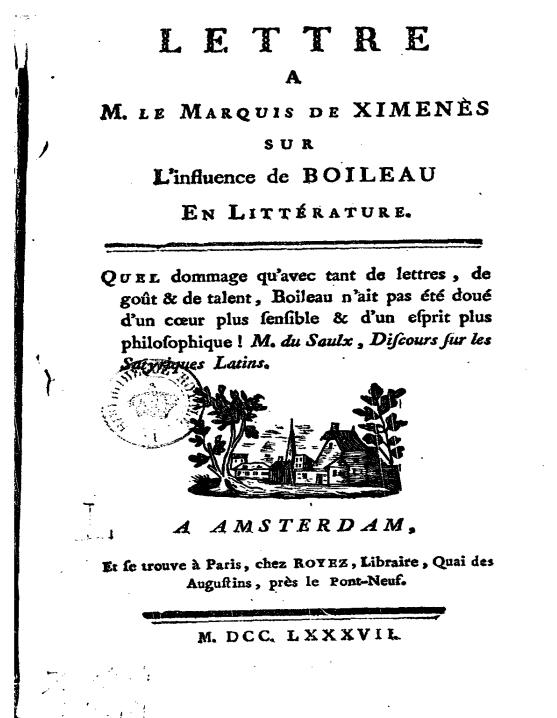 LETTRE
A
M. LE MARQUIS DE XIMENÈS
SUR
L'influence de BOILEAU
EN LITTÉRATURE.
QUEL dommage qu'avec tant de lettres, de
goût & de talent, Boileau n'ait pas été doué
d'un cœur plus ſenſible & d'un eſprit plus
philoſophique ! M. du Saulx, Diſcours ſur les
Satyriques Latins.
A AMSTERDAM,
Et ſe trouve à Paris, chez ROYEZ, Libraire, Quai des
Auguſtins, près le Pont-Neuf.
M. DCC. LXXXVII.